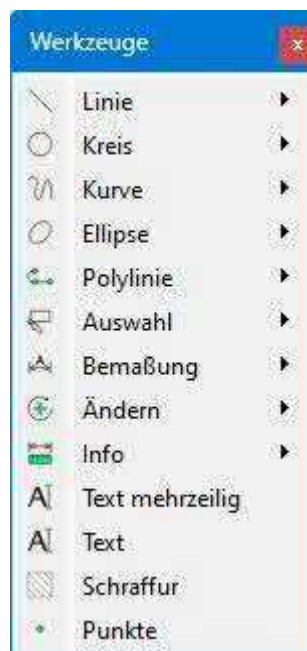 Werkzeuge
Linie
Kreis
Kurve
Ellipse
Polylinie
Auswahl
Bemaßung
Ändern
Info
Text mehrzeilig
Text
Schraffur
Punkte